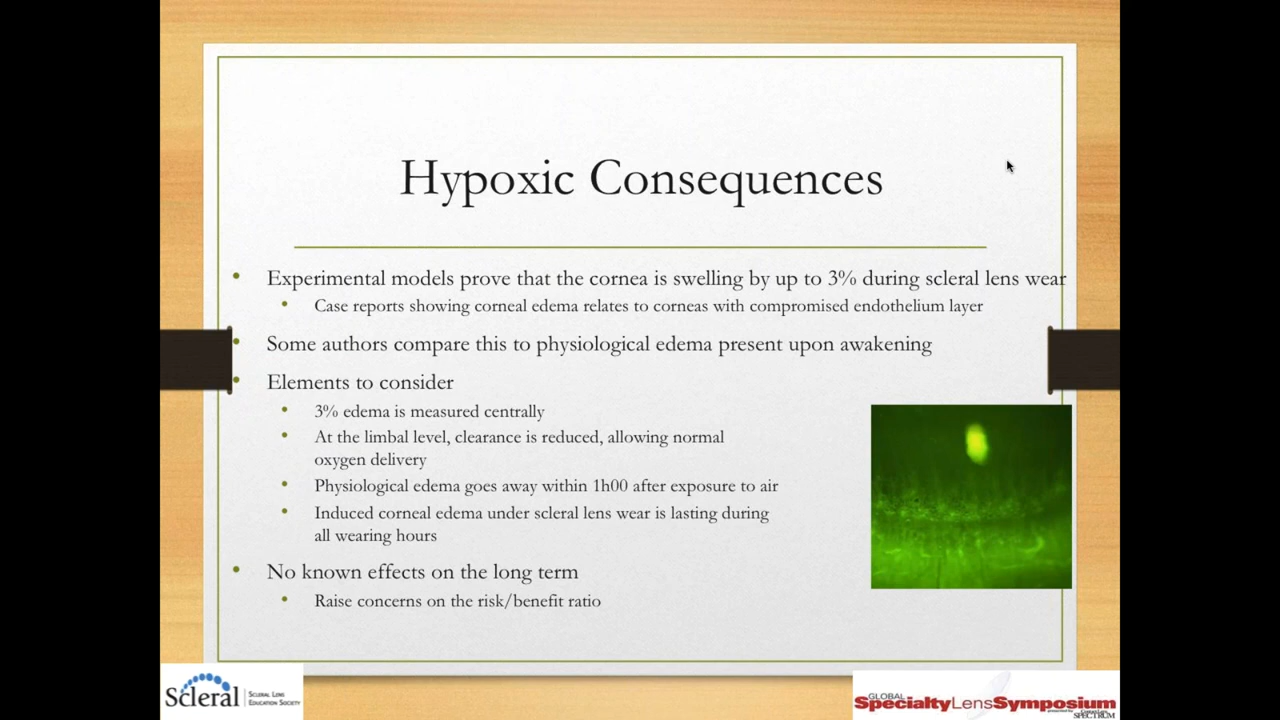 Hypoxic Consequences
• Experimental models prove that the cornea is swelling by up to 3% during scleral lens wear
• Case reports showing corneal edema relates to corneas with compromised endothelium layer
• Some authors compare this to physiological edema present upon awakening
• Elements to consider
• 3% edema is measured centrally
• At the limbal level, clearance is reduced, allowing normal
oxygen delivery
• Physiological edema goes away within 1h00 after exposure to air
• Induced corneal edema under scleral lens wear is lasting during
all wearing hours
• No known effects on the long term
• Raise concerns on the risk/benefit ratio
Scleral
SCLERAL LENS
EDUCATION SOCIETY
GLOBAL
SpecialtyLensSymposium
SPECTRUM